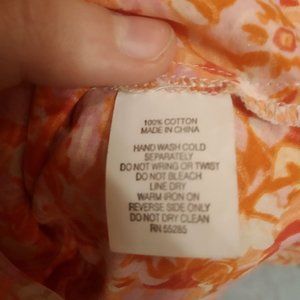 100% COTTON
MADE IN CHINA
HAND WASH COLD
SEPARATELY
DO NOT WRING OR TWIST
DO NOT BLEACH
LINE DRY
WARM IRON ON
REVERSE SIDE ONLY
DO NOT DRY CLEAN
RN 55285